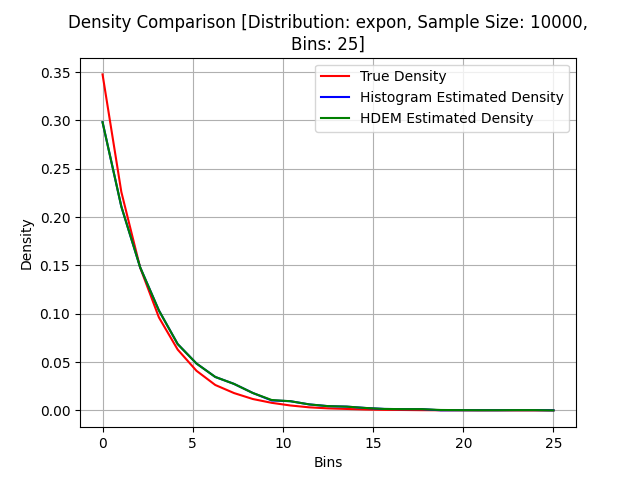 Density Comparison [Distribution: expon, Sample Size: 10000,
Bins: 25]
True Density
Histogram Estimated Density
HDEM Estimated Density
Density
0.35
0.30
0.25
0.20
0.15
0.10
0.05
0.00
0 5 10 15 20 25
Bins